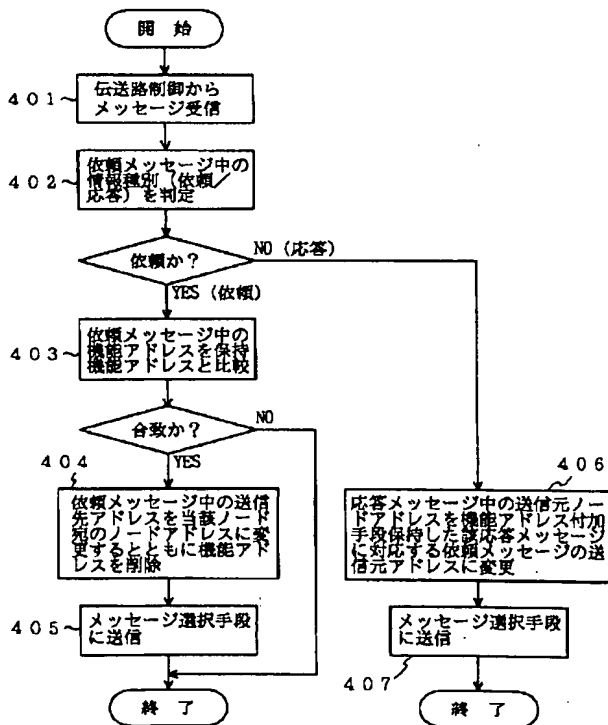 開 始
401
伝送路制御から
メッセージ受信
402
依頼メッセージ中の
情報種別(依頼/
応答)を判定
依頼か?
NO(応答)
YES(依頼)
403
依頼メッセージ中の
機能アドレスを保持
機能アドレスと比較
合致か?
NO
YES
404
依頼メッセージ中の送信
先アドレスを当該ノード
宛のノードアドレスに変
更するとともに機能アド
レスを削除
405
メッセージ選択手段
に送信
終 了
406
応答メッセージ中の送信元ノー
ドアドレスを機能アドレス付加
手段保持した該応答メッセージ
に対応する依頼メッセージの送
信元アドレスに変更
メッセージ選択手段
に送信
407
終 了